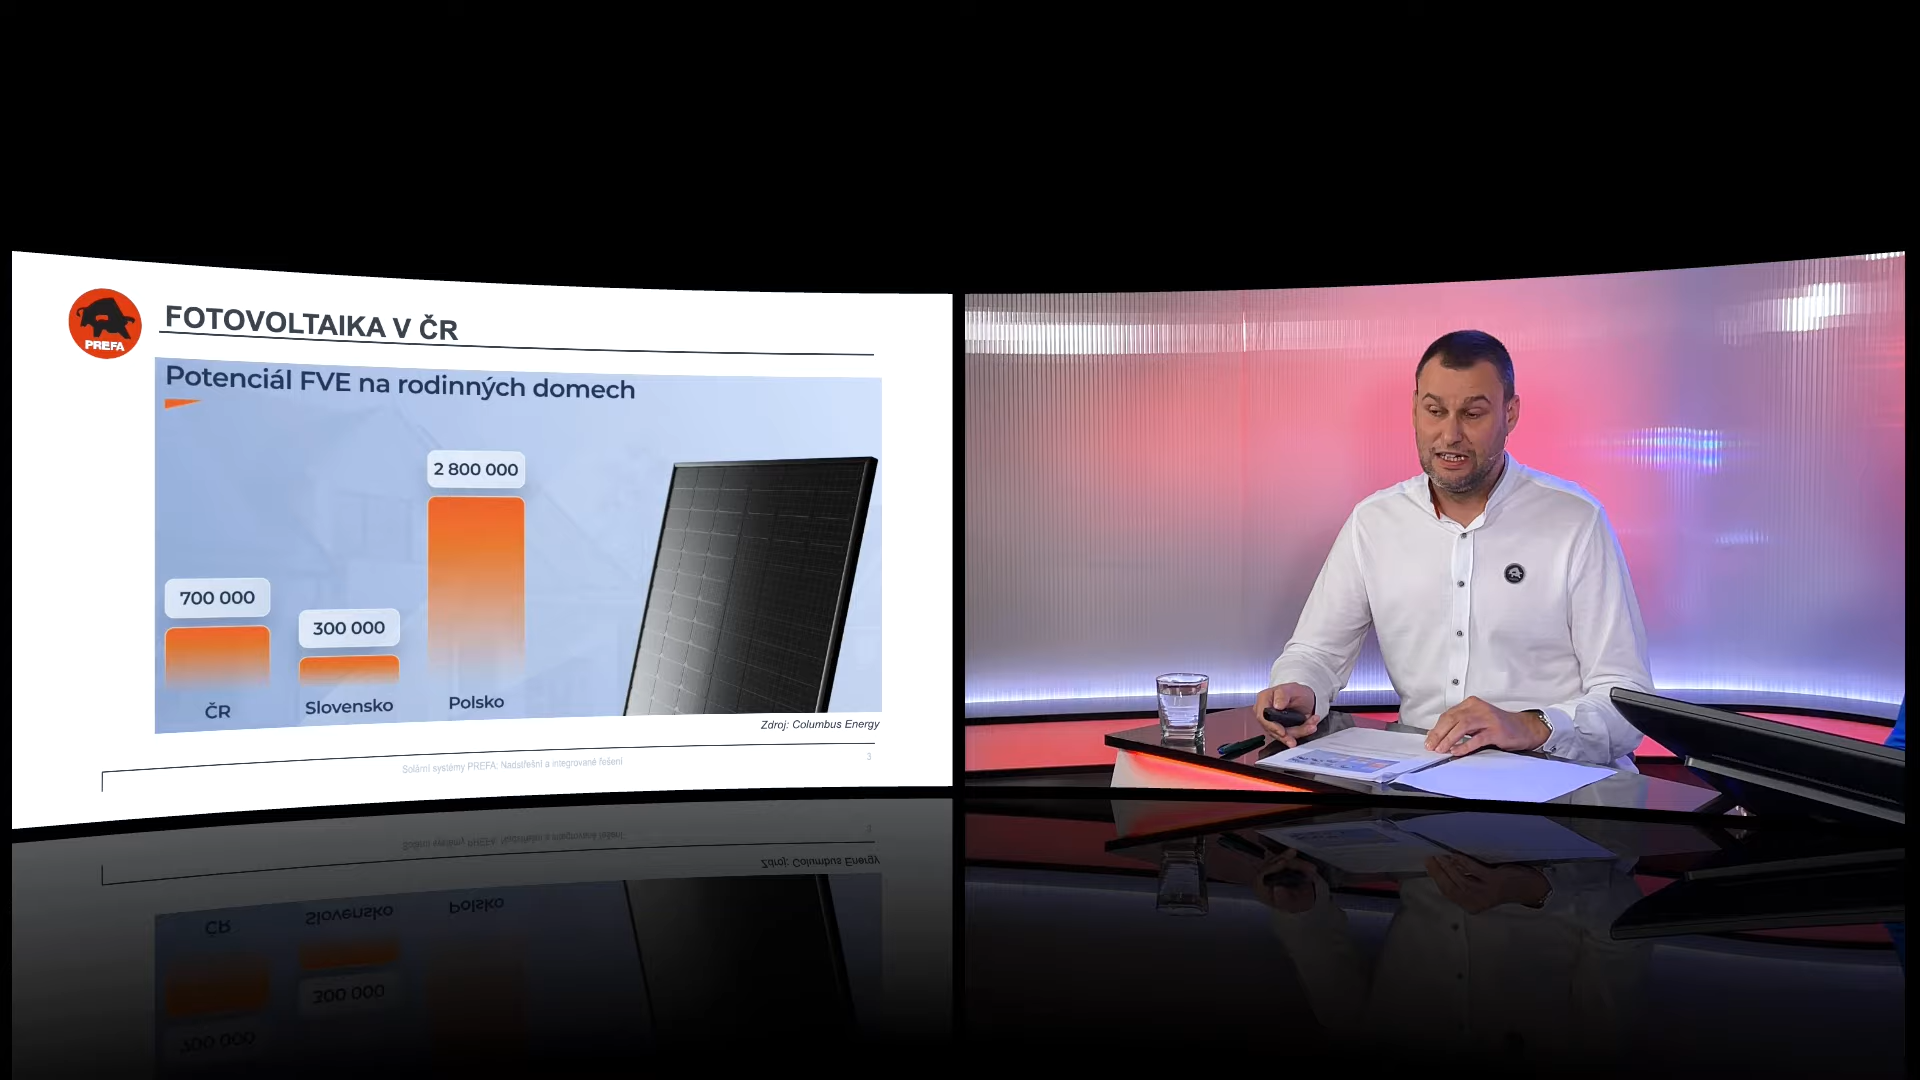 PREFA
FOTOVOLTAIKA V ČR
Potenciál FVE na rodinných domech
2 800 000
700 000
300 000
ČR
Slovensko
Polsko
Zdroj: Columbus Energy
Solární systémy PREFA: Nadstřešní a integrované řešení
3